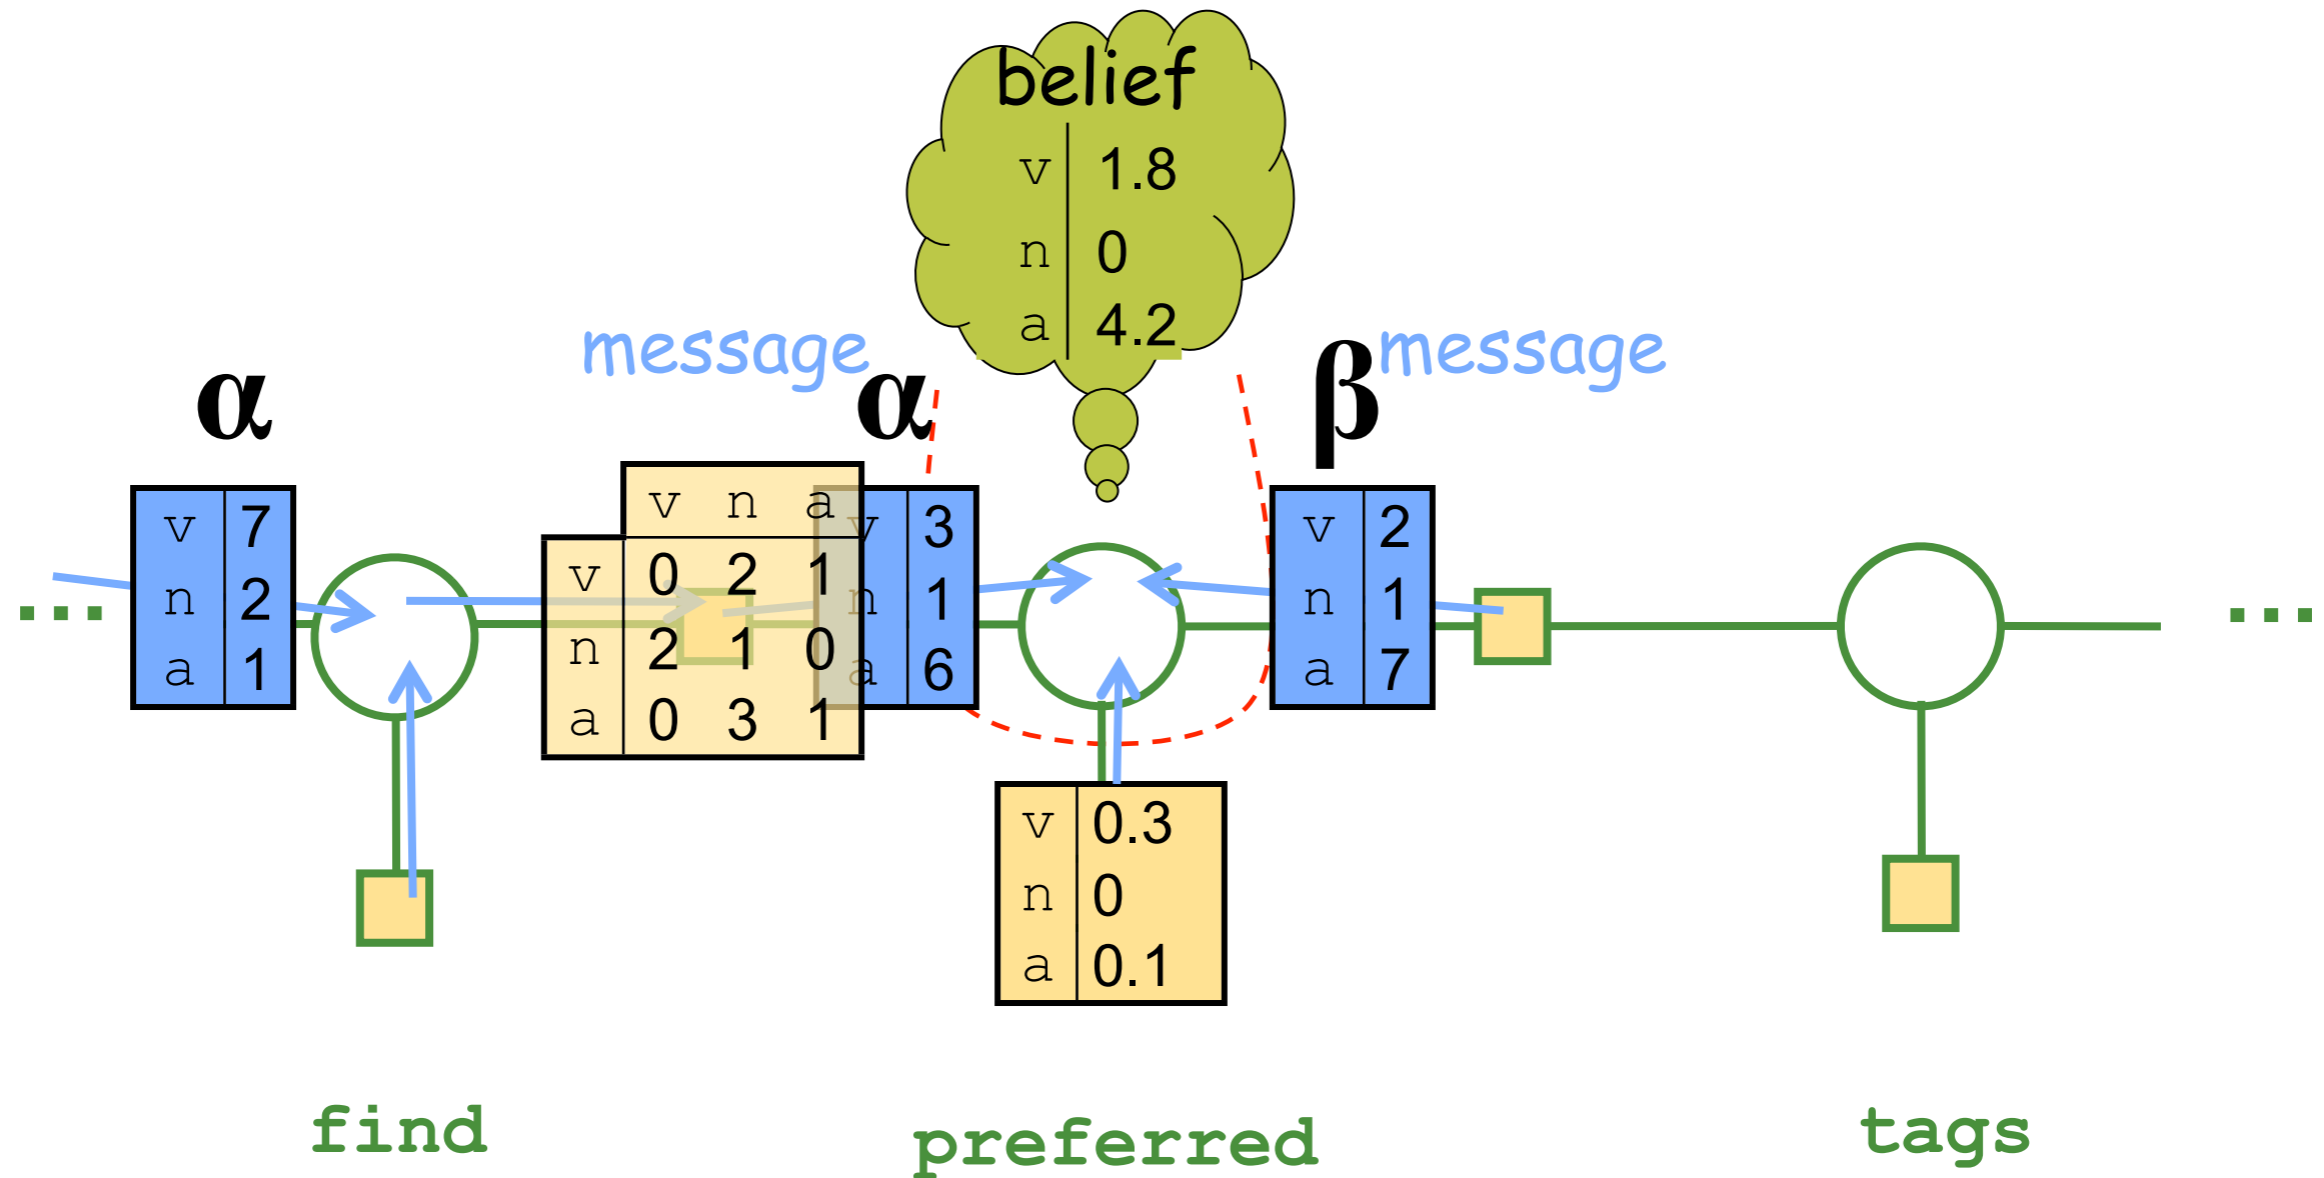 belief
v 1.8
n 0
a 4.2
message
message
α
α
β
v 7
n 2
a 1
v n a
v 0 2 1
n 2 1 0
a 0 3 1
v 3
n 1
a 6
v 2
n 1
a 7
...
...
v 0.3
n 0
a 0.1
find
preferred
tags